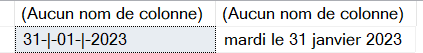 (Aucun nom de colonne) (Aucun nom de colonne)
31-|-01-|-2023 mardi le 31 janvier 2023